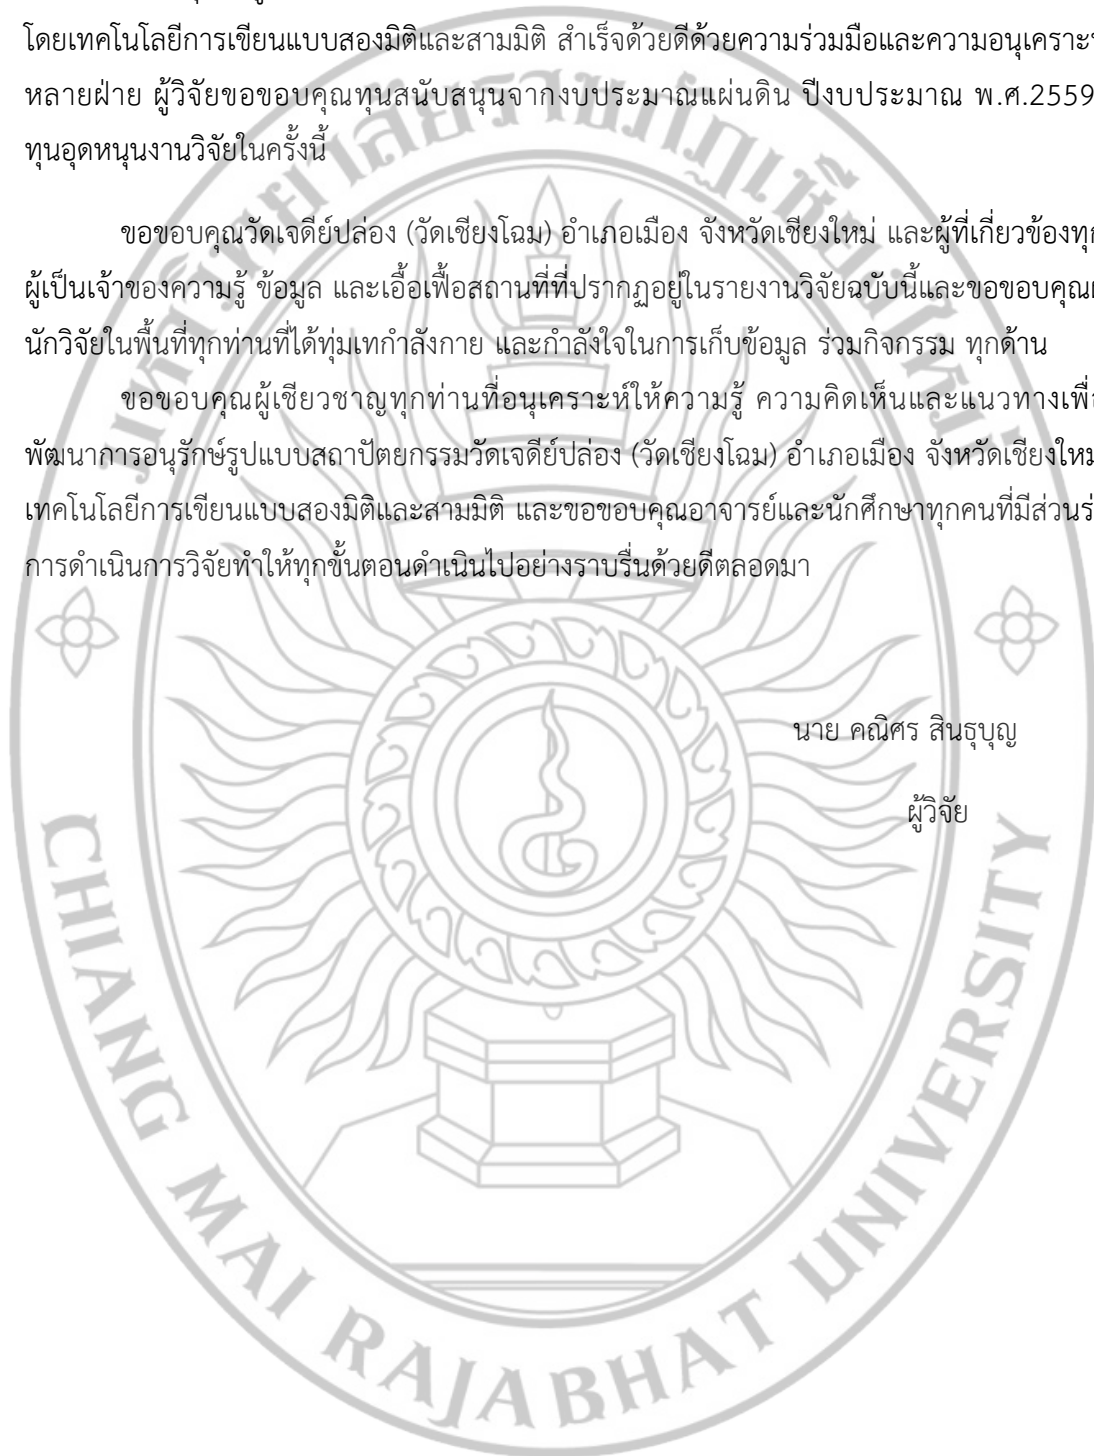 โดยเทคโนโลยีการเขียนแบบสองมิติและสามมิติ สำเร็จด้วยดีด้วยความร่วมมือและความอนุเคราะ
หลายฝ่าย ผู้วิจัยขอขอบคุณทุนสนับสนุนจากงบประมาณแผ่นดิน ปีงบประมาณ พ.ศ.2559
ทุนอุดหนุนงานวิจัยในครั้งนี้
ขอขอบคุณวัดเจดีย์ปล่อง (วัดเชียงโฉม) อำเภอเมือง จังหวัดเชียงใหม่ และผู้ที่เกี่ยวข้องทุก
ผู้เป็นเจ้าของความรู้ ข้อมูล และเอื้อเฟื้อสถานที่ที่ปรากฏอยู่ในรายงานวิจัยฉบับนี้และขอขอบคุณ
นักวิจัยในพื้นที่ทุกท่านที่ได้ทุ่มเทกำลังกาย และกำลังใจในการเก็บข้อมูล ร่วมกิจกรรม ทุกด้าน
ขอขอบคุณผู้เชียวชาญทุกท่านที่อนุเคราะห์ให้ความรู้ ความคิดเห็นและแนวทางเพื่อ
พัฒนาการอนุรักษ์รูปแบบสถาปัตยกรรมวัดเจดีย์ปล่อง (วัดเชียงโฉม) อำเภอเมือง จังหวัดเชียงใหม่
เทคโนโลยีการเขียนแบบสองมิติและสามมิติ และขอขอบคุณอาจารย์และนักศึกษาทุกคนที่มีส่วนร่
การดำเนินการวิจัยทำให้ทุกขั้นตอนดำเนินไปอย่างราบรื่นด้วยดีตลอดมา
นาย คณิศร สินธุบุญ
ผู้วิจัย
มหาวิทยาลัยราชภัฏเชียงใหม่
CHIANG MAI RAJABHAT UNIVERSITY